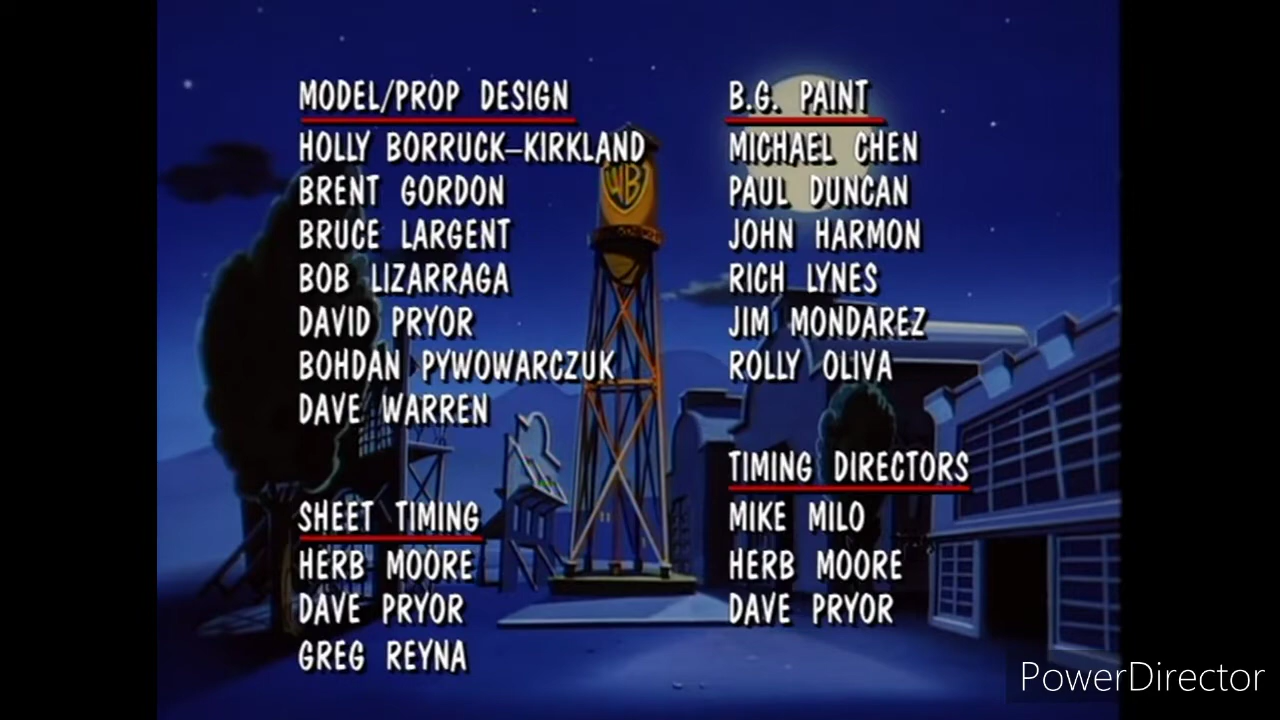 MODEL/PROP DESIGN
HOLLY BORRUCK-KIRKLAND
BRENT GORDON
BRUCE LARGENT
BOB LIZARRAGA
DAVID PRYOR
BOHDAN PYWOWARCZUK
DAVE WARREN
SHEET TIMING
HERB MOORE
DAVE PRYOR
GREG REYNA
WB
B.G. PAINT
MICHAEL CHEN
PAUL DUNCAN
JOHN HARMON
RICH LYNES
JIM MONDAREZ
ROLLY OLIVA
TIMING DIRECTORS
MIKE MILO
HERB MOORE
DAVE PRYOR
PowerDirector